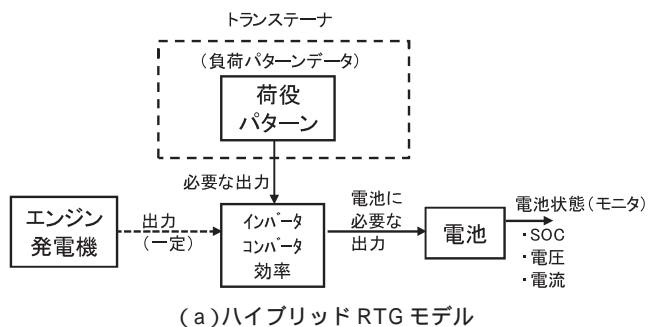 トランステーナ
(負荷パターンデータ)
荷役
パターン
必要な出力
エンジン
発電機
出力
(一定)
インバータ
コンバータ
効率
電池に
必要な
出力
電池
電池状態(モニタ)
・SOC
・電圧
・電流
(a)ハイブリッド RTG モデル